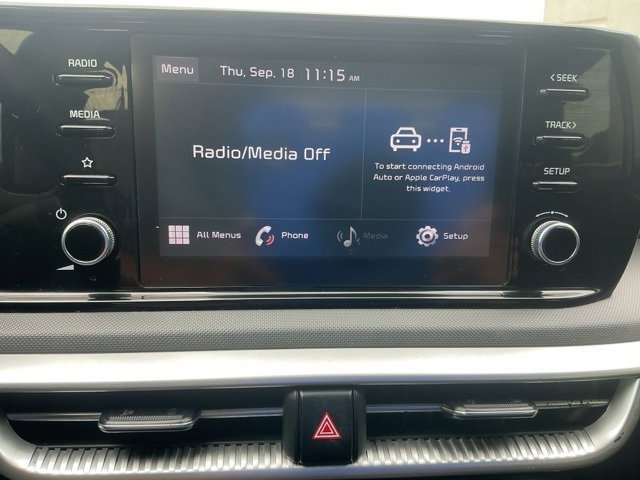 RADIO
MEDIA
Menu
Thu, Sep. 18 11:15 AM
Radio/Media Off
To start connecting Android
Auto or Apple CarPlay, press
this widget.
All Menus
Phone
Media
Setup
< SEEK
TRACK >
SETUP